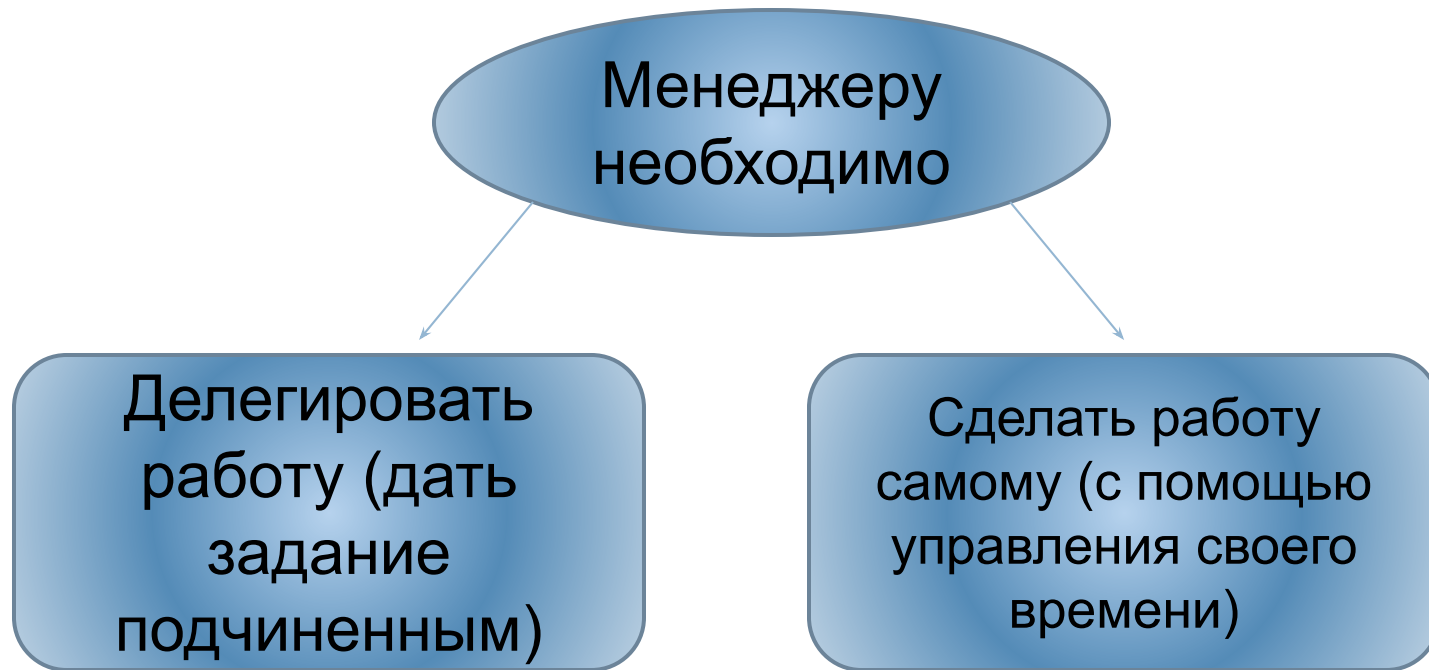 Менеджеру
необходимо
Делегировать
работу (дать
задание
подчиненным)
Сделать работу
самому (с помощью
управления своего
времени)